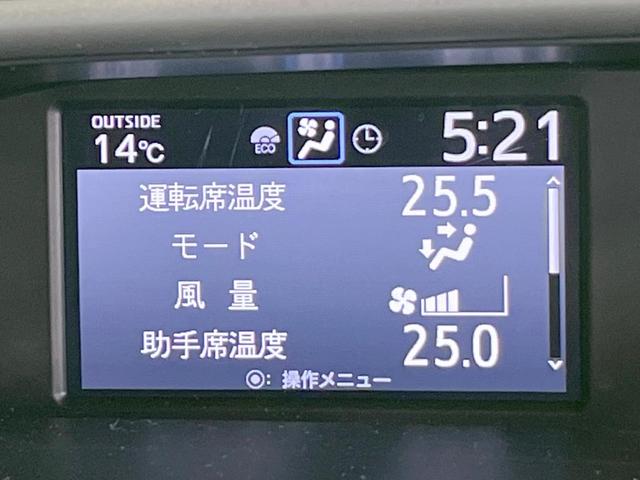 OUTSIDE
14℃
ECO
5:21
運転席温度 25.5
モード
風量
助手席温度 25.0
◉: 操作メニュー